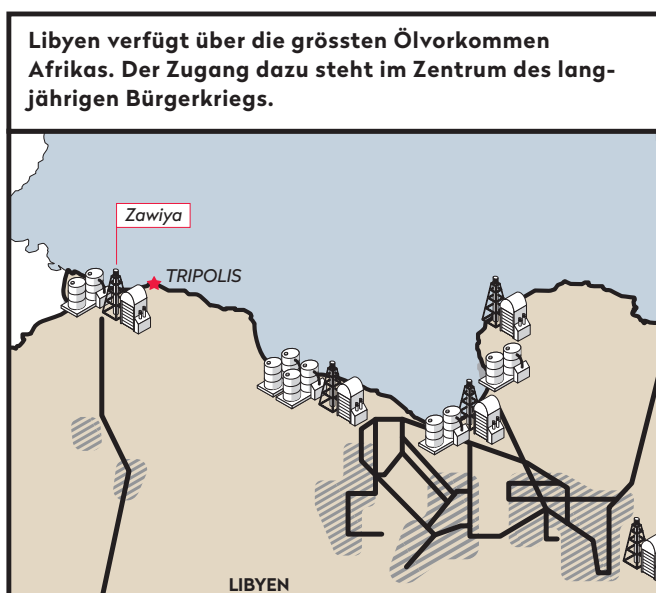 Libyen verfügt über die grössten Ölvorkommen
Afrikas. Der Zugang dazu steht im Zentrum des lang-
jährigen Bürgerkriegs.
Zawiya
TRIPOLIS
LIBYEN